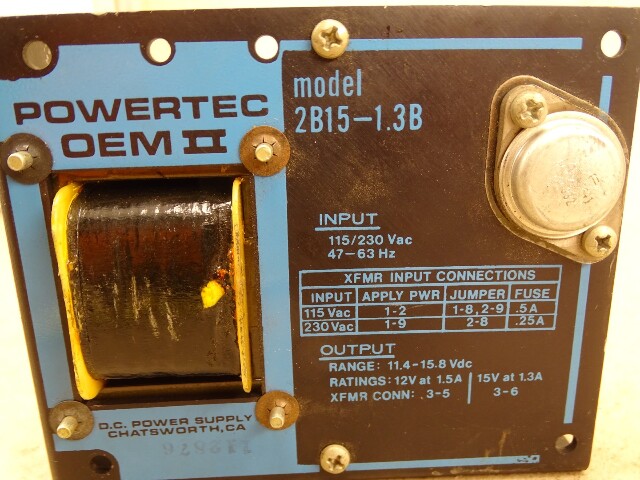 POWERTEC
OEM II
model
2B15-1.3B
INPUT
115/230 Vac
47-63 Hz
XFMR INPUT CONNECTIONS
INPUT APPLY PWR JUMPER FUSE
115 Vac 1-2 1-8, 2-9 .5A
230 Vac 1-9 2-8 .25A
OUTPUT
RANGE: 11.4-15.8 Vdc
RATINGS: 12V at 1.5A | 15V at 1.3A
XFMR CONN: .3-5 | 3-6
D.C. POWER SUPPLY
CHATSWORTH, CA